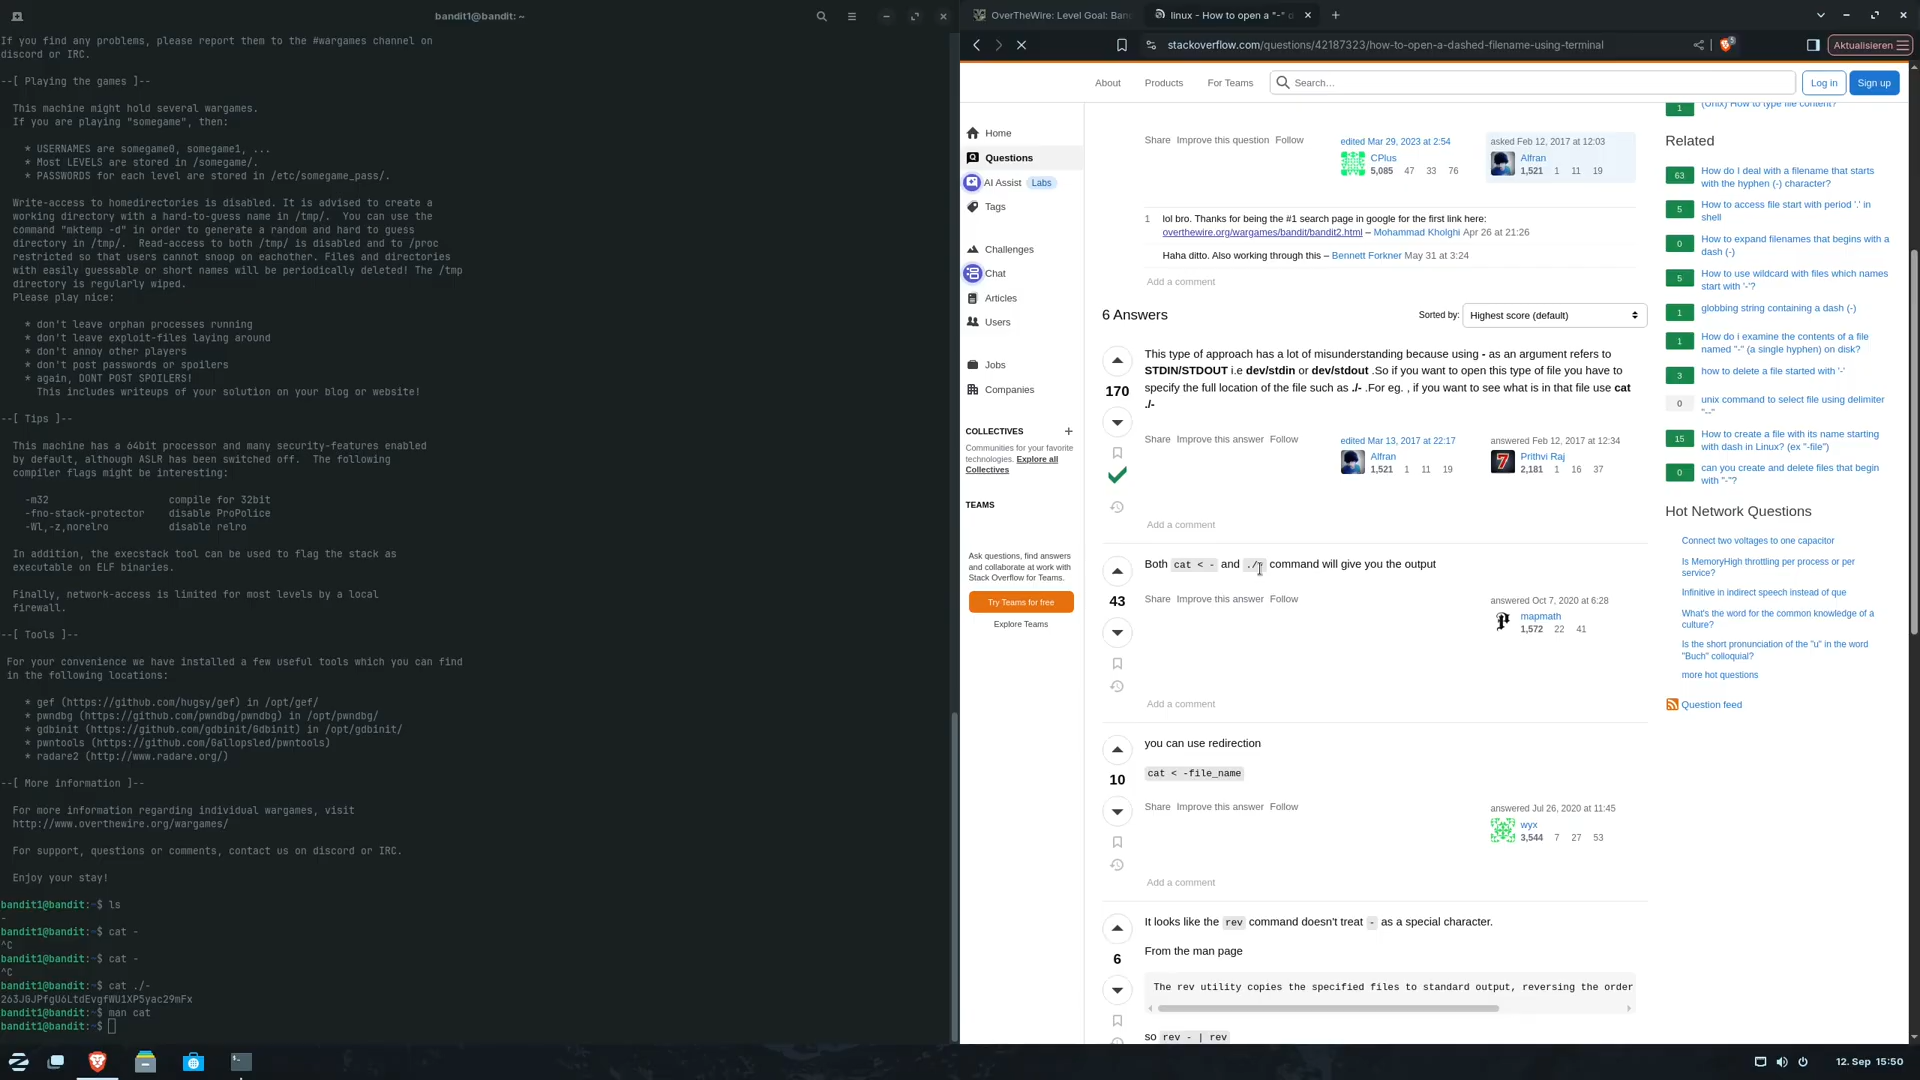 bandit1@bandit: ~
If you find any problems, please report them to the #wargames channel on
discord or IRC.
--[ Playing the games ]--
This machine might hold several wargames.
If you are playing "somegame", then:
* USERNAMES are somegame0, somegame1, ...
* Most LEVELS are stored in /somegame/.
* PASSWORDS for each level are stored in /etc/somegame_pass/.
Write-access to homedirectories is disabled. It is advised to create a
working directory with a hard-to-guess name in /tmp/.  You can use the
command "mktemp -d" in order to generate a random and hard to guess
directory in /tmp/.  Read-access to both /tmp/ is disabled and to /proc
restricted so that users cannot snoop on eachother. Files and directories
with easily guessable or short names will be periodically deleted! The /tmp
directory is regularly wiped.
Please play nice:
* don't leave orphan processes running
* don't leave exploit-files laying around
* don't annoy other players
* don't post passwords or spoilers
* again, DONT POST SPOILERS!
This includes writeups of your solution on your blog or website!
--[ Tips ]--
This machine has a 64bit processor and many security-features enabled
by default, although ASLR has been switched off.  The following
compiler flags might be interesting:
-m32 compile for 32bit
-fno-stack-protector disable ProPolice
-Wl,-z,norelro disable relro
In addition, the execstack tool can be used to flag the stack as
executable on ELF binaries.
Finally, network-access is limited for most levels by a local
firewall.
--[ Tools ]--
For your convenience we have installed a few useful tools which you can find
in the following locations:
* gef (https://github.com/hugsy/gef) in /opt/gef/
* pwndbg (https://github.com/pwndbg/pwndbg) in /opt/pwndbg/
* gdbinit (https://github.com/gdbinit/Gdbinit) in /opt/gdbinit/
* pwntools (https://github.com/Gallopsled/pwntools)
* radare2 (http://www.radare.org/)
--[ More information ]--
For more information regarding individual wargames, visit
http://www.overthewire.org/wargames/
For support, questions or comments, contact us on discord or IRC.
Enjoy your stay!
bandit1@bandit:~$ ls
-
bandit1@bandit:~$ cat -
^C
bandit1@bandit:~$ cat -
^C
bandit1@bandit:~$ cat ./-
263JGJPfgU6LtdEvgfWU1XP5yac29mFx
bandit1@bandit:~$ man cat
bandit1@bandit:~$
OverTheWire: Level Goal: Ban
linux - How to open a "-"
stackoverflow.com/questions/42187323/how-to-open-a-dashed-filename-using-terminal
Aktualisieren
About Products For Teams Search… Log in Sign up
Home
Questions
AI Assist Labs
Tags
Challenges
Chat
Articles
Users
Jobs
Companies
COLLECTIVES +
Communities for your favorite
technologies. Explore all
Collectives
TEAMS
Ask questions, find answers
and collaborate at work with
Stack Overflow for Teams.
Try Teams for free
Explore Teams
Share Improve this question Follow
edited Mar 29, 2023 at 2:54
CPlus
5,085 47 33 76
asked Feb 12, 2017 at 12:03
Alfran
1,521 1 11 19
1 lol bro. Thanks for being the #1 search page in google for the first link here:
overthewire.org/wargames/bandit/bandit2.html – Mohammad Kholghi Apr 26 at 21:26
Haha ditto. Also working through this – Bennett Forkner May 31 at 3:24
Add a comment
6 Answers
Sorted by: Highest score (default)
170
This type of approach has a lot of misunderstanding because using - as an argument refers to
STDIN/STDOUT i.e dev/stdin or dev/stdout .So if you want to open this type of file you have to
specify the full location of the file such as ./- .For eg. , if you want to see what is in that file use cat
./-
Share Improve this answer Follow
edited Mar 13, 2017 at 22:17
Alfran
1,521 1 11 19
answered Feb 12, 2017 at 12:34
Prithvi Raj
2,181 1 16 37
Add a comment
43
Both cat < - and ./- command will give you the output
Share Improve this answer Follow
answered Oct 7, 2020 at 6:28
mapmath
1,572 22 41
Add a comment
10
you can use redirection
cat < -file_name
Share Improve this answer Follow
answered Jul 26, 2020 at 11:45
wyx
3,544 7 27 53
Add a comment
6
It looks like the rev command doesn't treat - as a special character.
From the man page
The rev utility copies the specified files to standard output, reversing the order
so rev - | rev
1 (Unix) How to type file content?
Related
63 How do I deal with a filename that starts
with the hyphen (-) character?
5 How to access file start with period '.' in
shell
0 How to expand filenames that begins with a
dash (-)
5 How to use wildcard with files which names
start with '-'?
1 globbing string containing a dash (-)
1 How do i examine the contents of a file
named "-" (a single hyphen) on disk?
3 how to delete a file started with '-'
0 unix command to select file using delimiter
"--"
15 How to create a file with its name starting
with dash in Linux? (ex "-file")
0 can you create and delete files that begin
with "-"?
Hot Network Questions
Connect two voltages to one capacitor
Is MemoryHigh throttling per process or per
service?
Infinitive in indirect speech instead of que
What's the word for the common knowledge of a
culture?
Is the short pronunciation of the "u" in the word
"Buch" colloquial?
more hot questions
Question feed
12. Sep 15:50